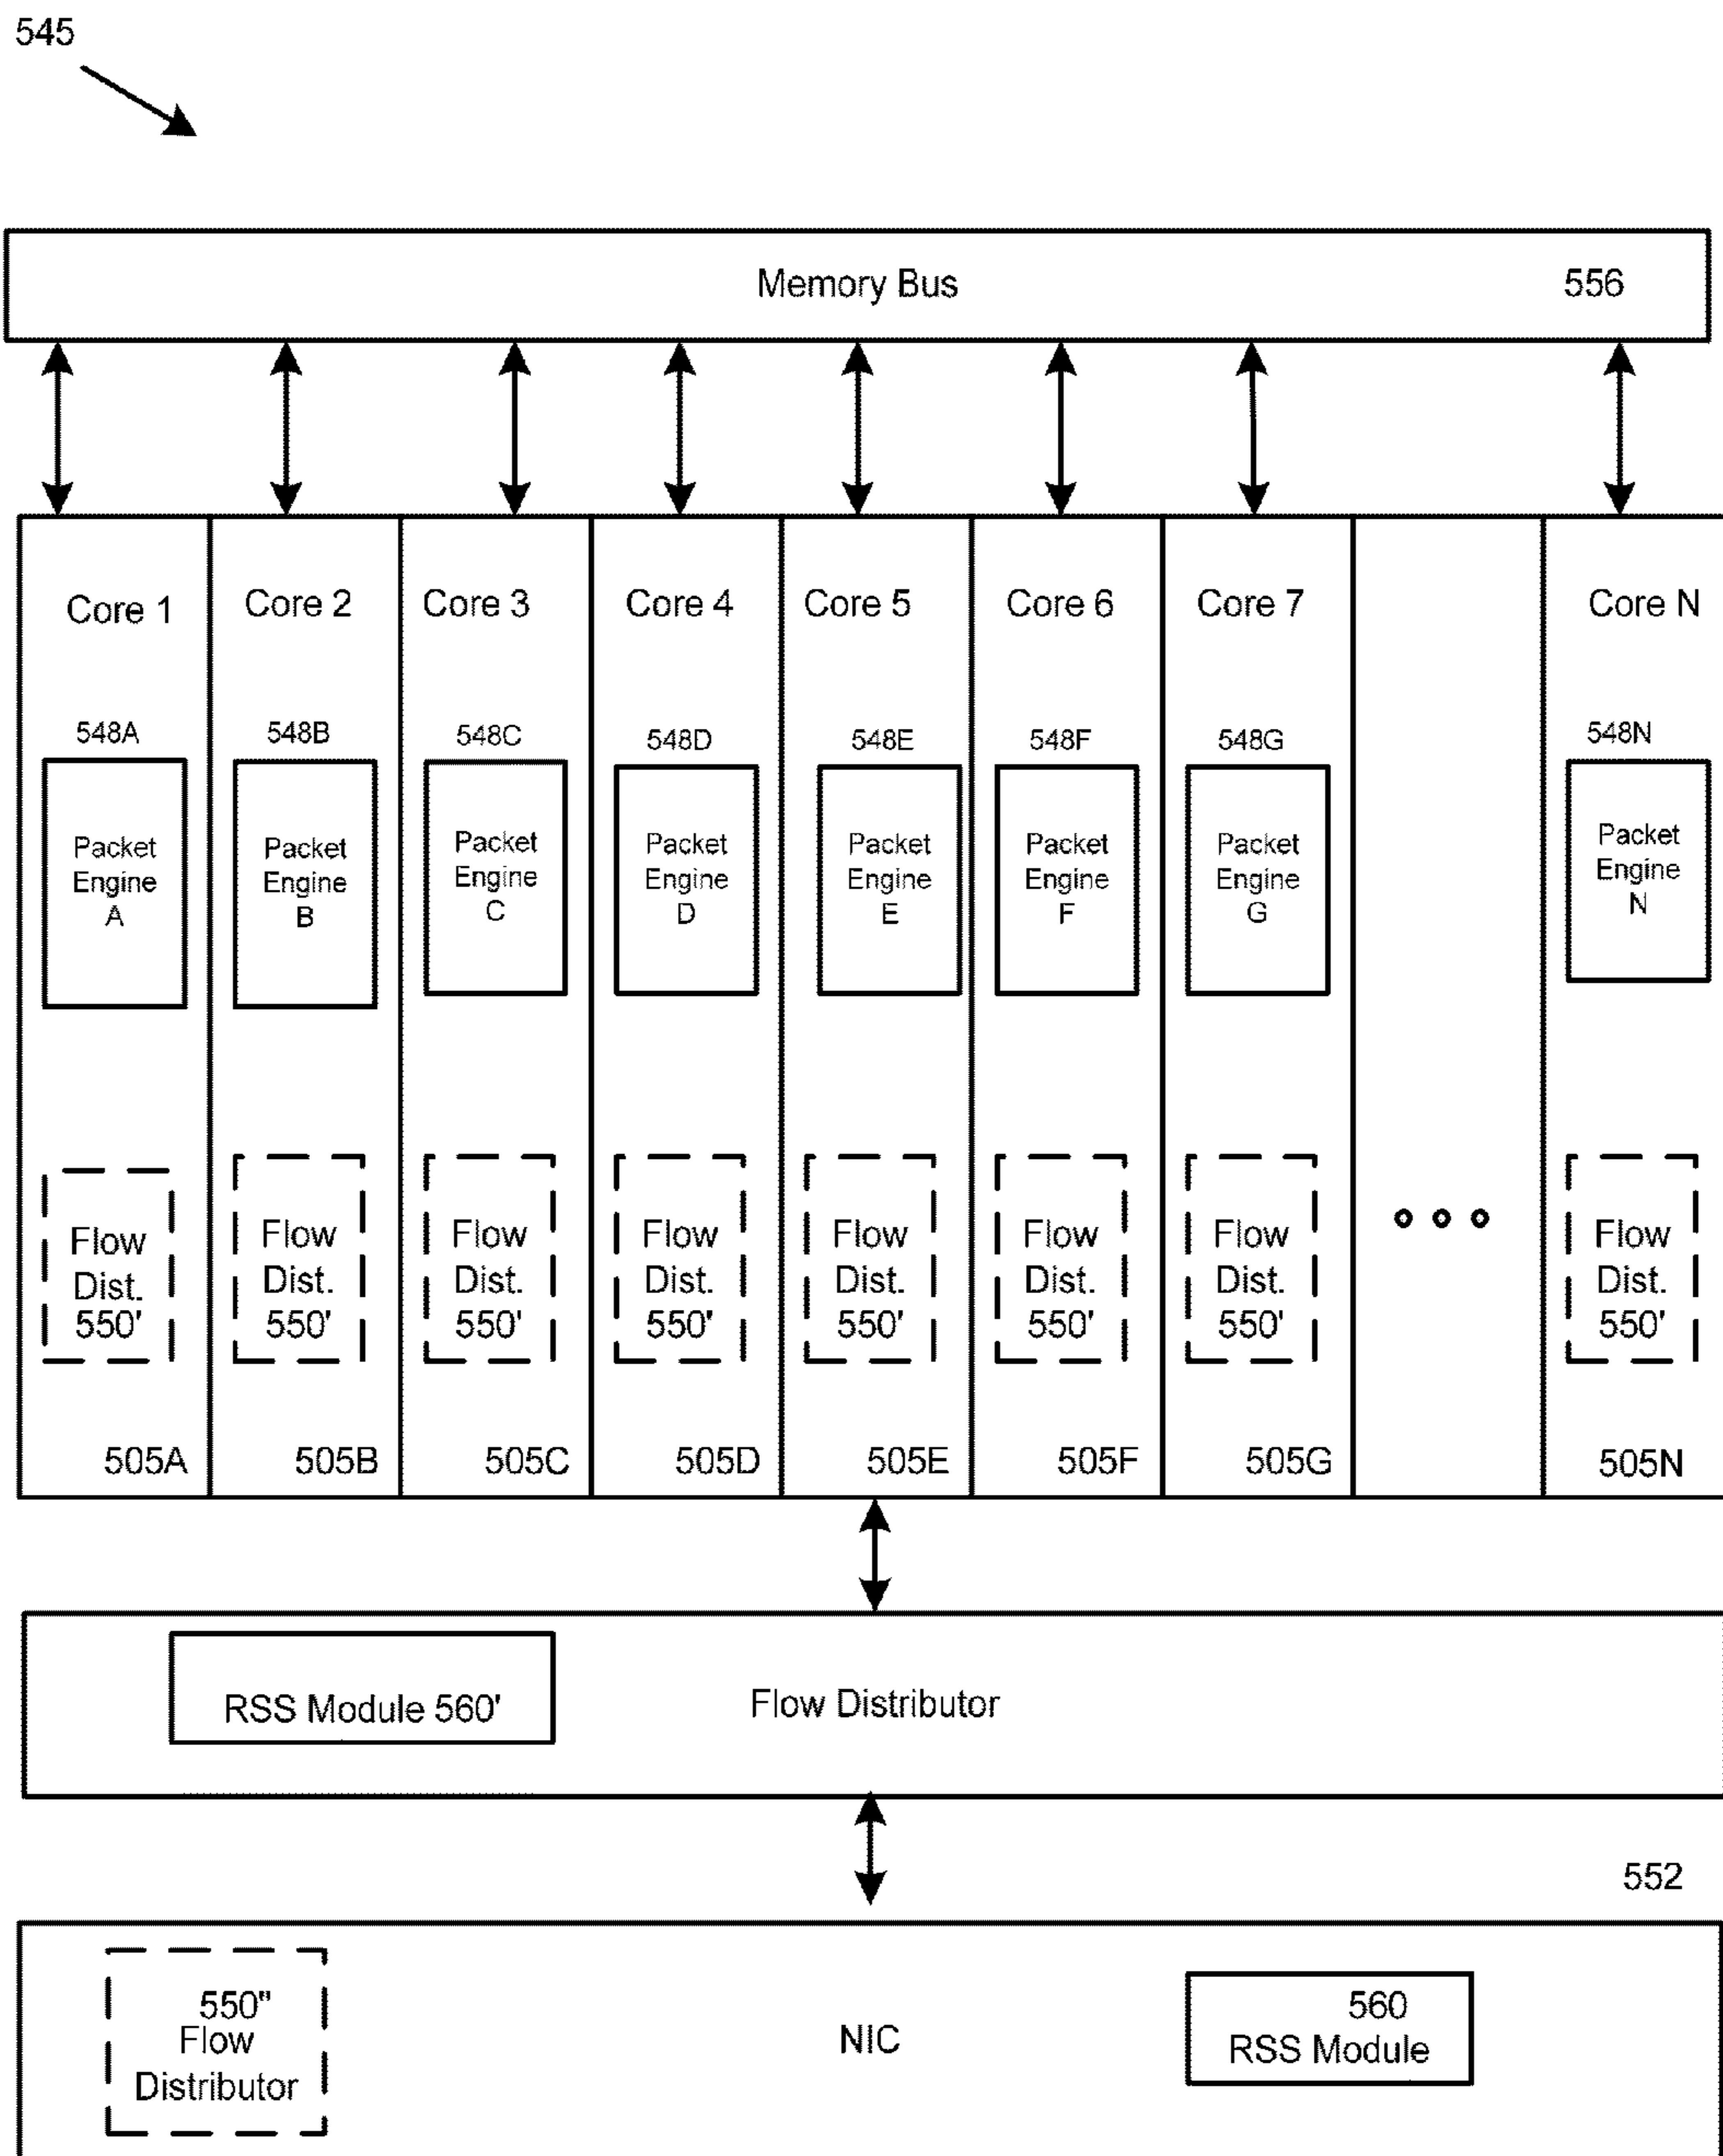 545
Memory Bus
556
Core 1
Core 2
Core 3
Core 4
Core 5
Core 6
Core 7
Core N
548A
548B
548C
548D
548E
548F
548G
548N
Packet
Engine
A
Packet
Engine
B
Packet
Engine
C
Packet
Engine
D
Packet
Engine
E
Packet
Engine
F
Packet
Engine
G
Packet
Engine
N
Flow
Dist.
550'
Flow
Dist.
550'
Flow
Dist.
550'
Flow
Dist.
550'
Flow
Dist.
550'
Flow
Dist.
550'
Flow
Dist.
550'
Flow
Dist.
550'
505A
505B
505C
505D
505E
505F
505G
505N
RSS Module 560'
Flow Distributor
552
550"
Flow
Distributor
NIC
560
RSS Module